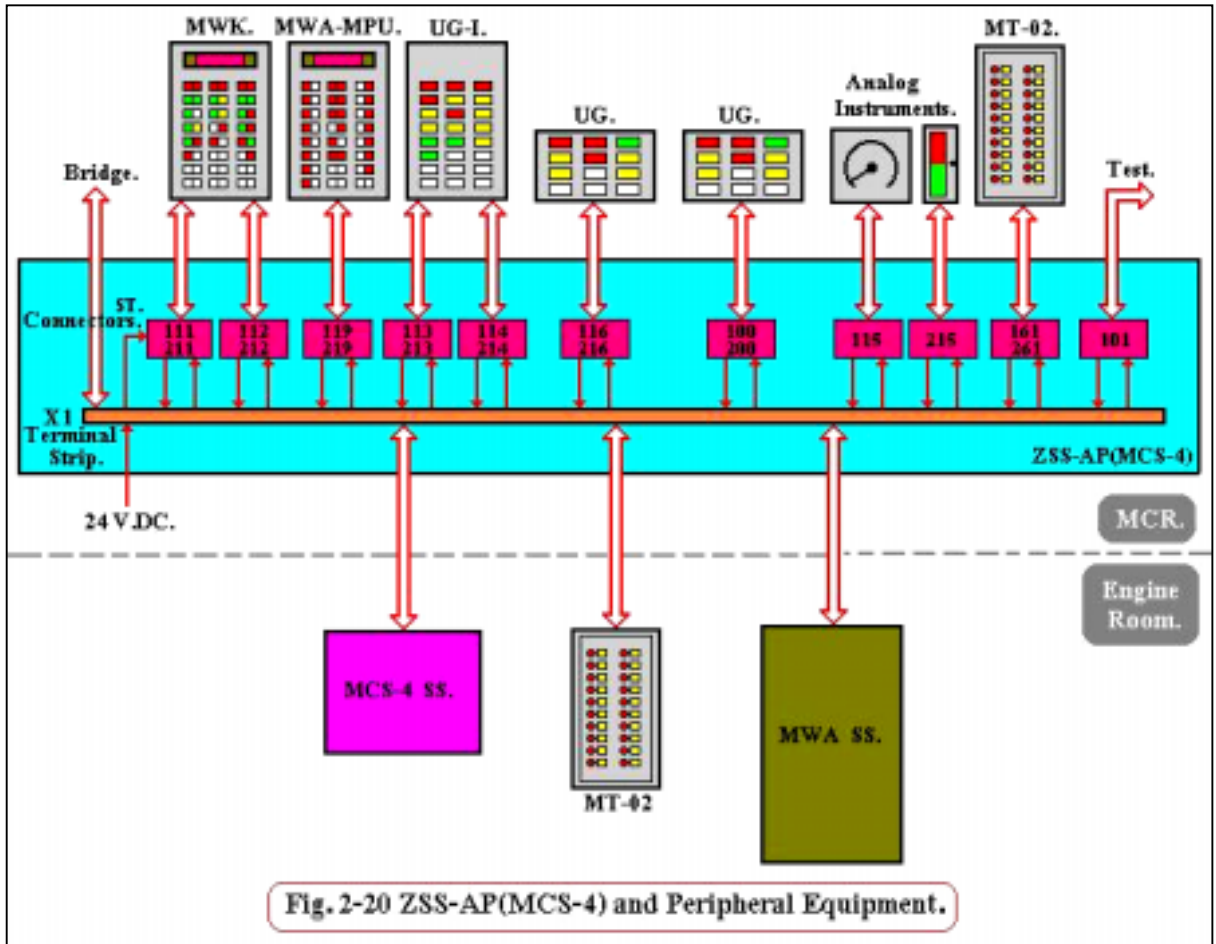 MWK.
MWA-MPU.
UG-I.
MT-02.
Analog
Instruments.
UG.
UG.
Bridge.
Test.
ST.
Connectors.
111
211
112
212
119
219
113
213
114
214
116
216
100
200
115
215
161
261
101
X1
Terminal
Strip.
ZSS-AP(MCS-4)
24 V.DC.
MCR.
Engine
Room.
MCS-4 SS.
MWA SS.
MT-02
Fig. 2-20 ZSS-AP(MCS-4) and Peripheral Equipment.